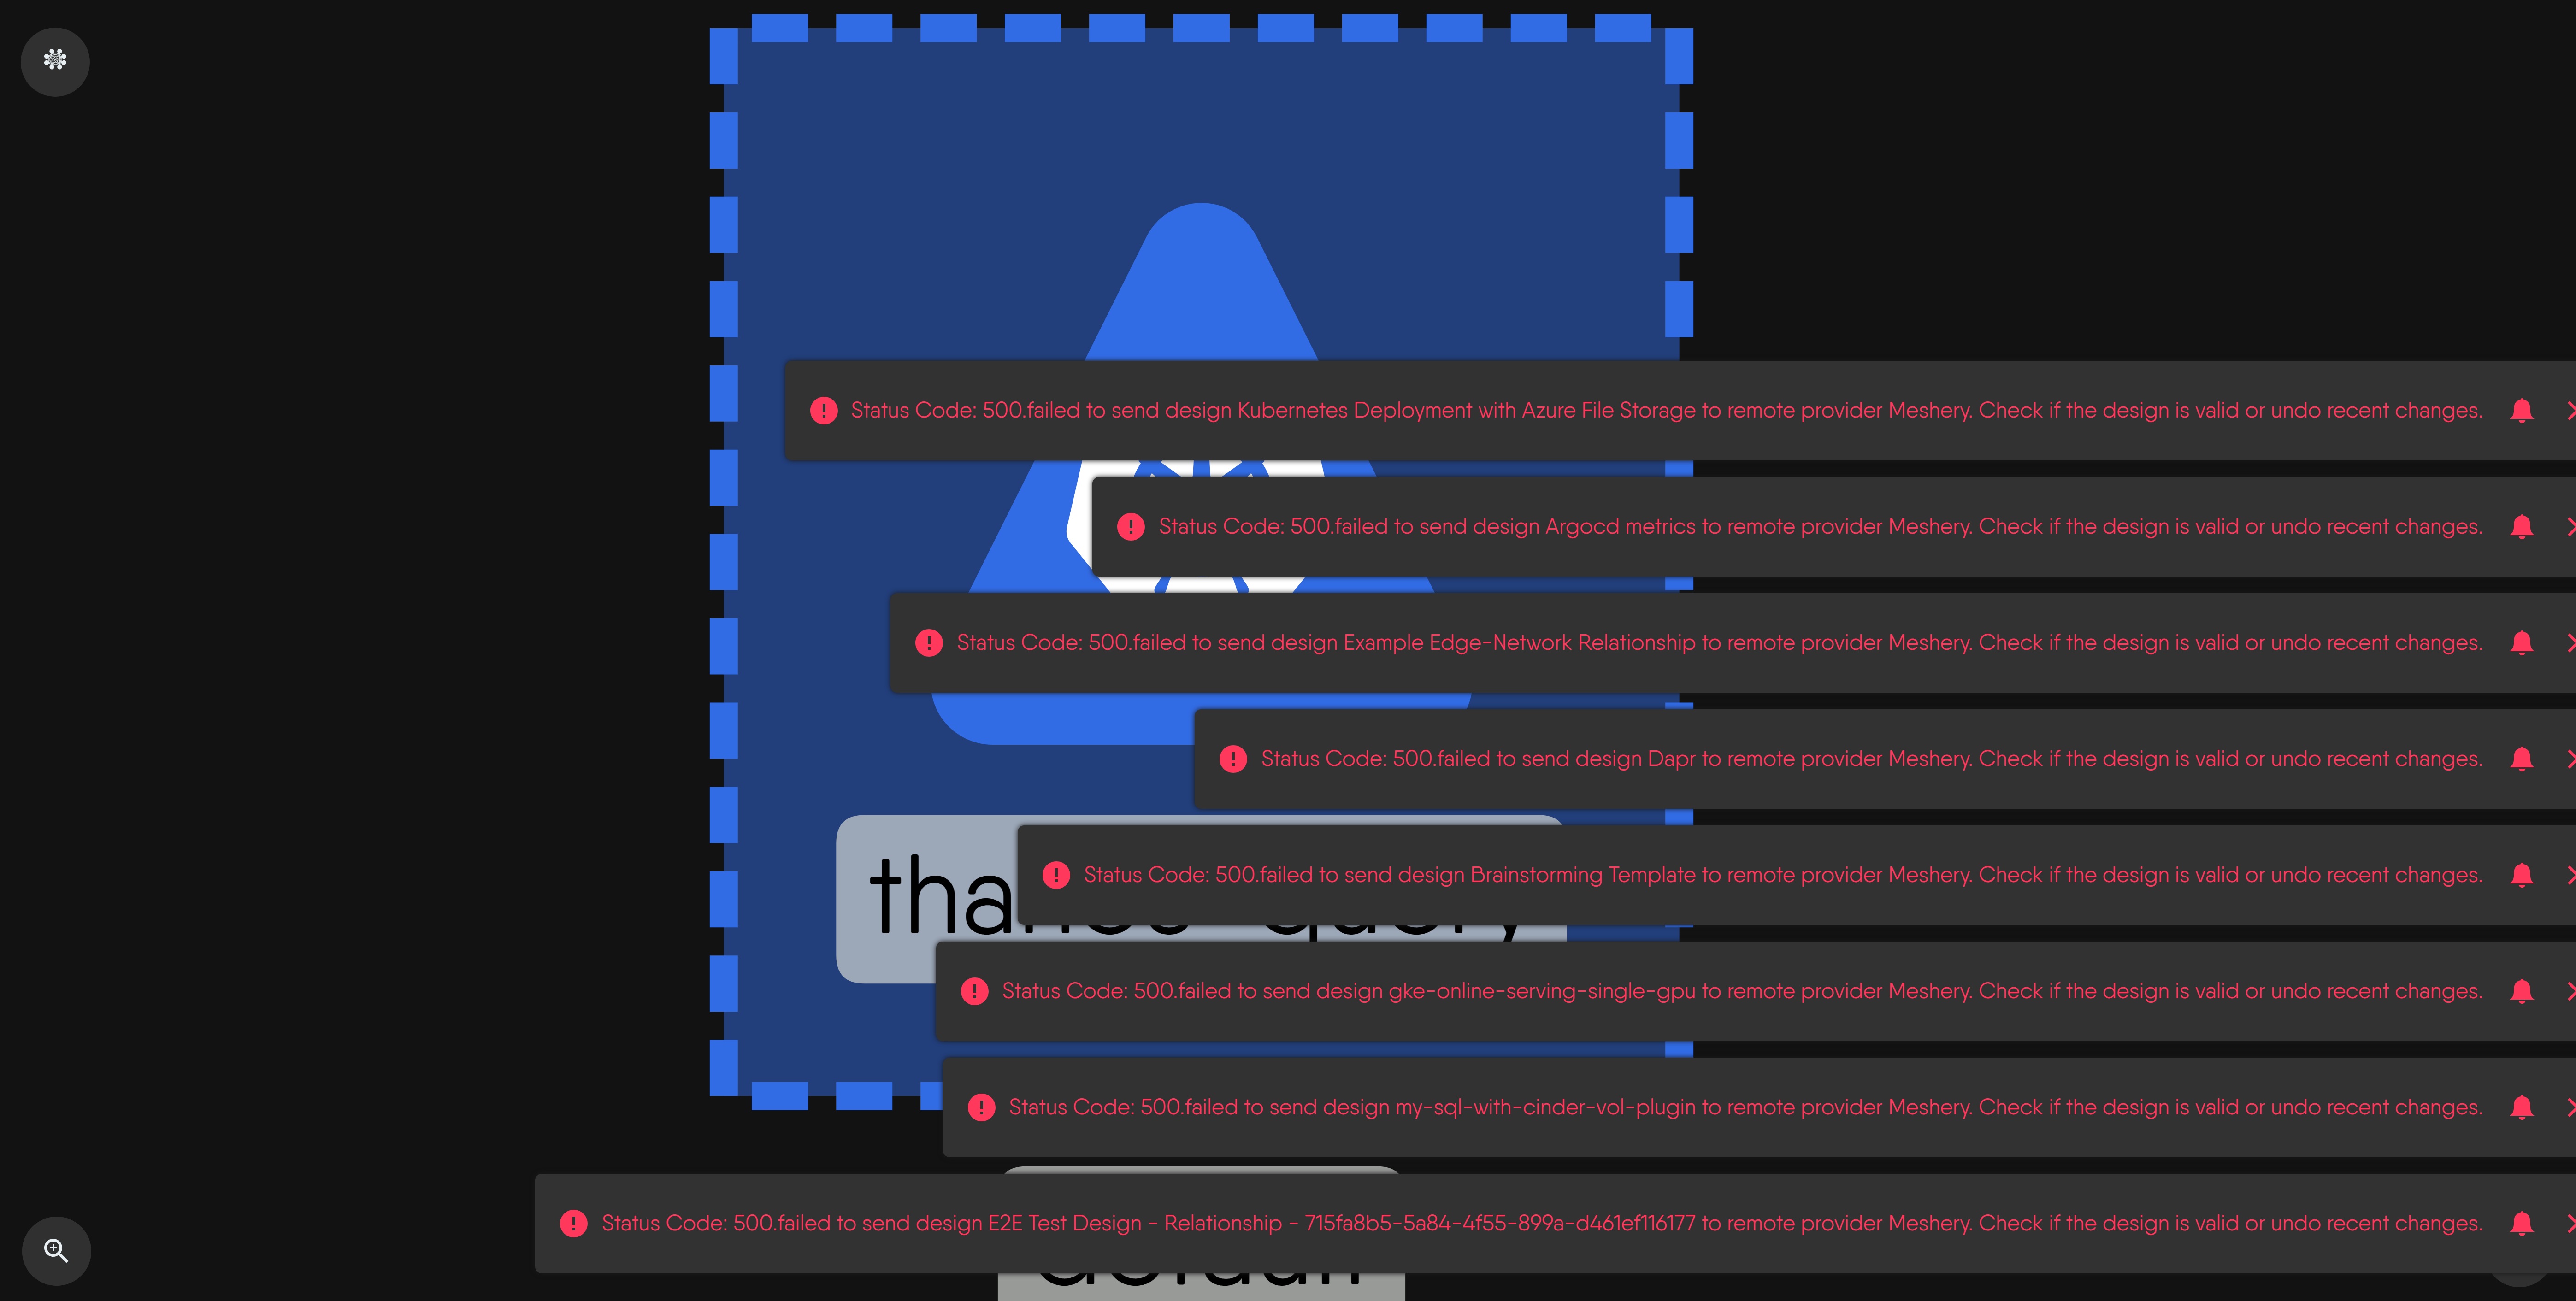 Status Code: 500.failed to send design Kubernetes Deployment with Azure File Storage to remote provider Meshery. Check if the design is valid or undo recent changes.
Status Code: 500.failed to send design Argocd metrics to remote provider Meshery. Check if the design is valid or undo recent changes.
Status Code: 500.failed to send design Example Edge-Network Relationship to remote provider Meshery. Check if the design is valid or undo recent changes.
Status Code: 500.failed to send design Dapr to remote provider Meshery. Check if the design is valid or undo recent changes.
Status Code: 500.failed to send design Brainstorming Template to remote provider Meshery. Check if the design is valid or undo recent changes.
Status Code: 500.failed to send design gke-online-serving-single-gpu to remote provider Meshery. Check if the design is valid or undo recent changes.
Status Code: 500.failed to send design my-sql-with-cinder-vol-plugin to remote provider Meshery. Check if the design is valid or undo recent changes.
Status Code: 500.failed to send design E2E Test Design - Relationship - 715fa8b5-5a84-4f55-899a-d461ef116177 to remote provider Meshery. Check if the design is valid or undo recent changes.